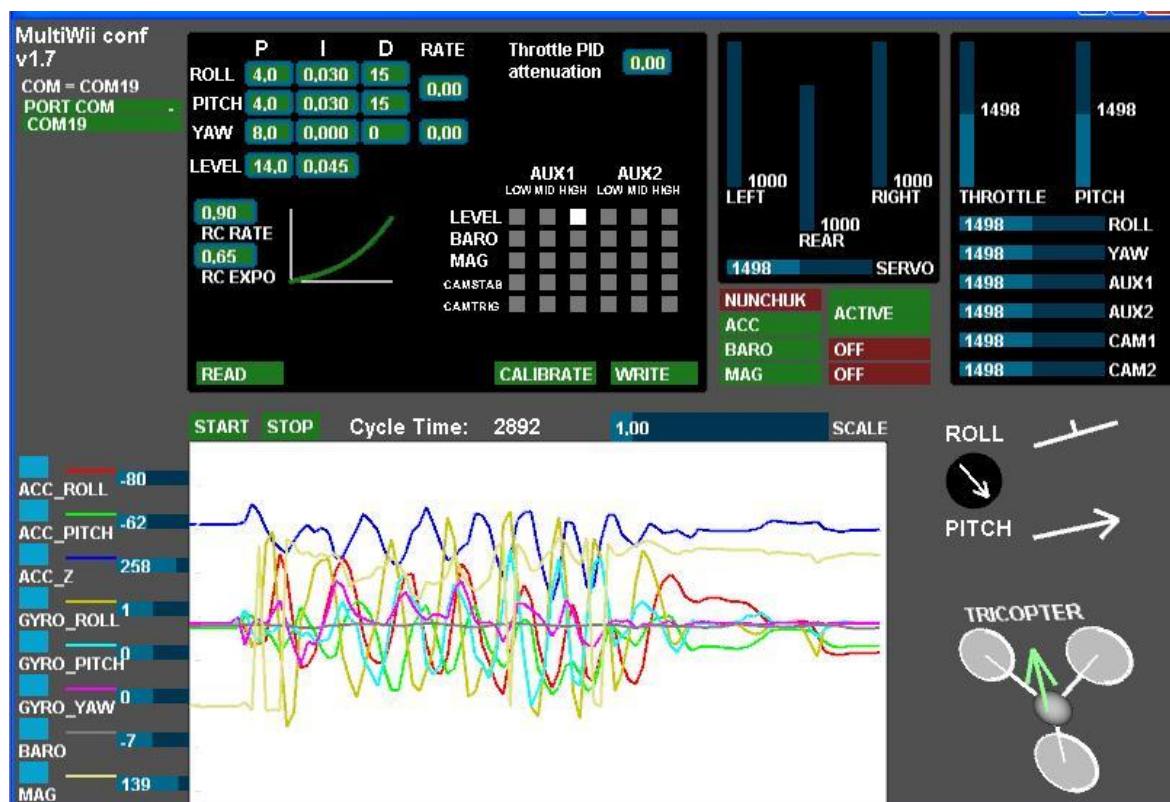 MultiWii conf
v1.7
COM = COM19
PORT COM -
COM19
P I D RATE
ROLL 4,0 0,030 15
0,00
PITCH 4,0 0,030 15
YAW 8,0 0,000 0 0,00
LEVEL 14,0 0,045
Throttle PID
attenuation 0,00
0,90
RC RATE
0,65
RC EXPO
AUX1 AUX2
LOW MID HIGH LOW MID HIGH
LEVEL
BARO
MAG
CAMSTAB
CAMTRIG
READ CALIBRATE WRITE
1000
LEFT
1000
RIGHT
1000
REAR
1498 SERVO
NUNCHUK
ACC ACTIVE
BARO OFF
MAG OFF
1498 1498
THROTTLE PITCH
1498 ROLL
1498 YAW
1498 AUX1
1498 AUX2
1498 CAM1
1498 CAM2
START STOP Cycle Time: 2892 1,00 SCALE
-80
ACC_ROLL
-62
ACC_PITCH
258
ACC_Z
1
GYRO_ROLL
0
GYRO_PITCH
0
GYRO_YAW
-7
BARO
139
MAG
ROLL
PITCH
TRICOPTER